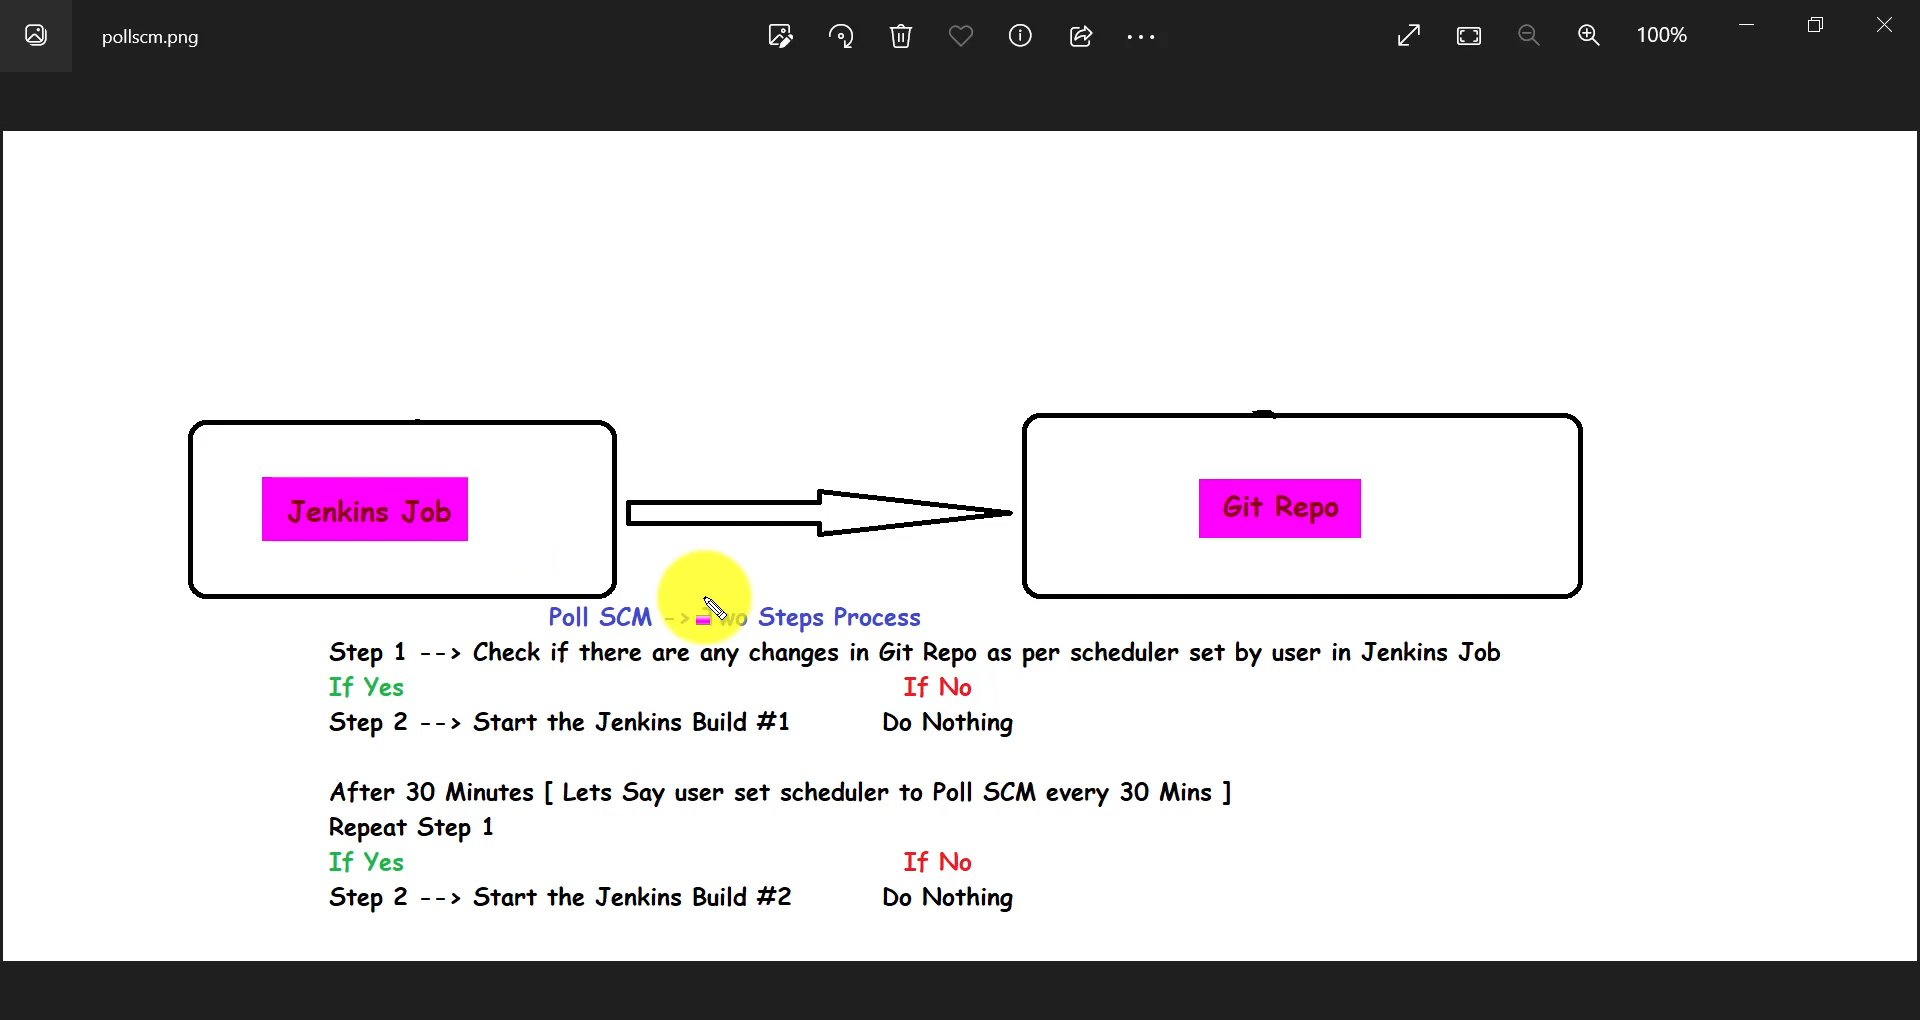 pollscm.png
100%
Jenkins Job
Git Repo
Poll SCM -> Two Steps Process
Step 1 --> Check if there are any changes in Git Repo as per scheduler set by user in Jenkins Job
If Yes If No
Step 2 --> Start the Jenkins Build #1 Do Nothing
After 30 Minutes [ Lets Say user set scheduler to Poll SCM every 30 Mins ]
Repeat Step 1
If Yes If No
Step 2 --> Start the Jenkins Build #2 Do Nothing